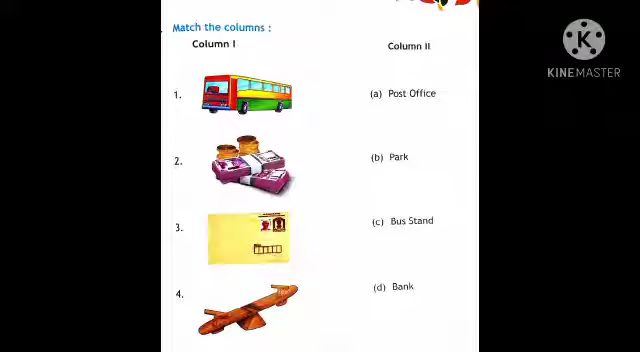 Match the columns :
Column I
Column II
1.
(a) Post Office
2.
(b) Park
3.
(c) Bus Stand
4.
(d) Bank
K
KINEMASTER